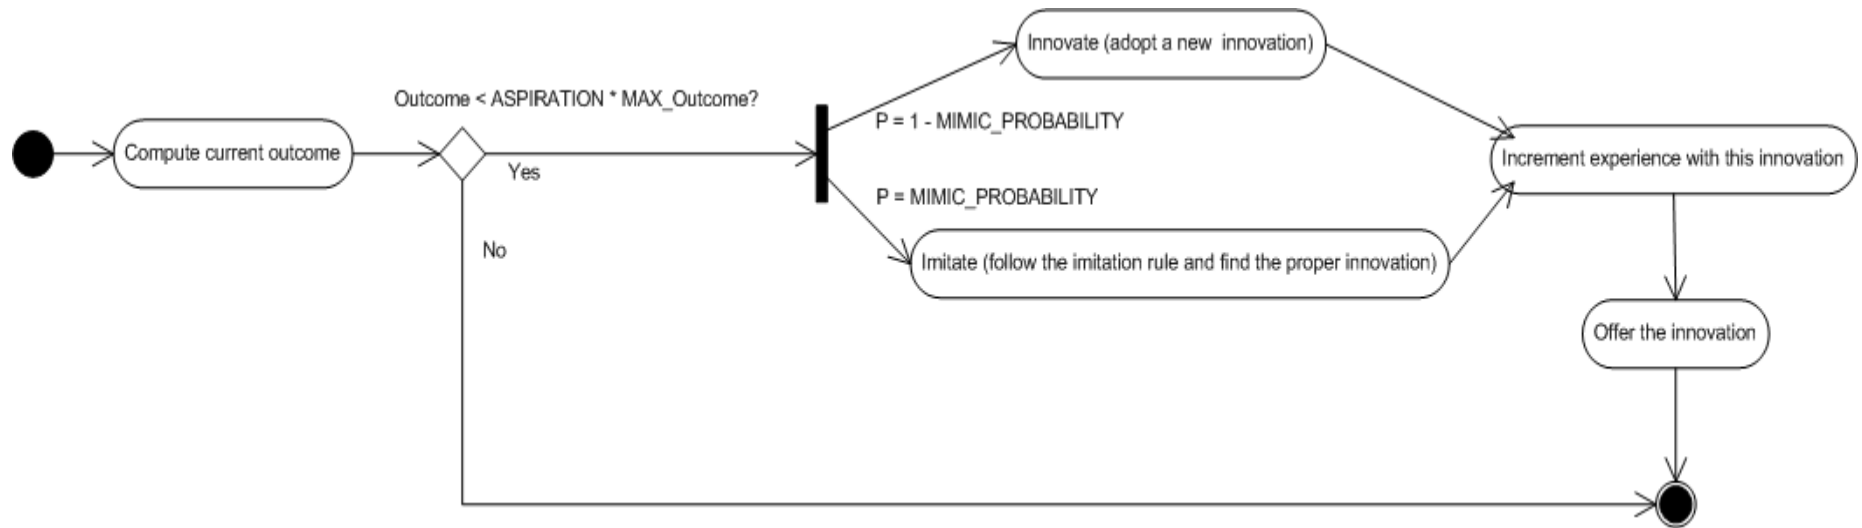 Innovate (adopt a new innovation)
Outcome < ASPIRATION * MAX_Outcome?
P = 1 - MIMIC_PROBABILITY
Compute current outcome
Increment experience with this innovation
Yes
P = MIMIC_PROBABILITY
No
Imitate (follow the imitation rule and find the proper innovation)
Offer the innovation